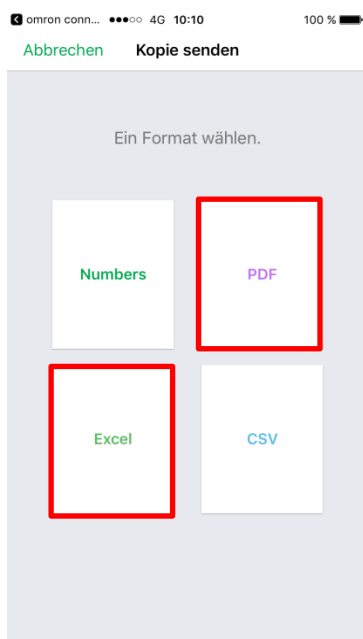 omron conn... 4G 10:10 100 %
Abbrechen Kopie senden
Ein Format wählen.
Numbers PDF
Excel CSV